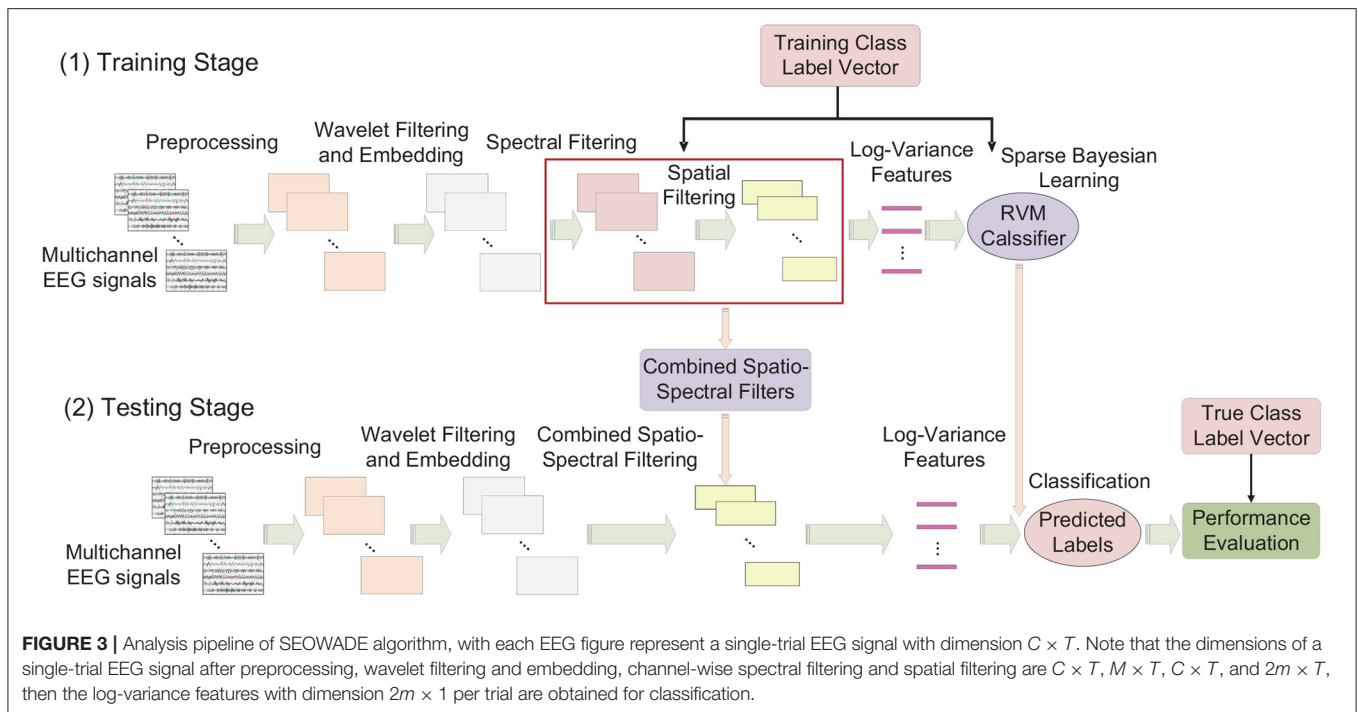 (1) Training Stage
Training Class
Label Vector
Preprocessing
Wavelet Filtering
and Embedding
Spectral Fitering
Spatial
Filtering
Log-Variance
Features
Sparse Bayesian
Learning
RVM
Calssifier
Multichannel
EEG signals
Combined Spatio-
Spectral Filters
(2) Testing Stage
Preprocessing
Wavelet Filtering
and Embedding
Combined Spatio-
Spectral Filtering
Log-Variance
Features
True Class
Label Vector
Classification
Predicted
Labels
Performance
Evaluation
Multichannel
EEG signals
FIGURE 3 | Analysis pipeline of SEOWADE algorithm, with each EEG figure represent a single-trial EEG signal with dimension C × T. Note that the dimensions of a
single-trial EEG signal after preprocessing, wavelet filtering and embedding, channel-wise spectral filtering and spatial filtering are C × T, M × T, C × T, and 2m × T,
then the log-variance features with dimension 2m × 1 per trial are obtained for classification.